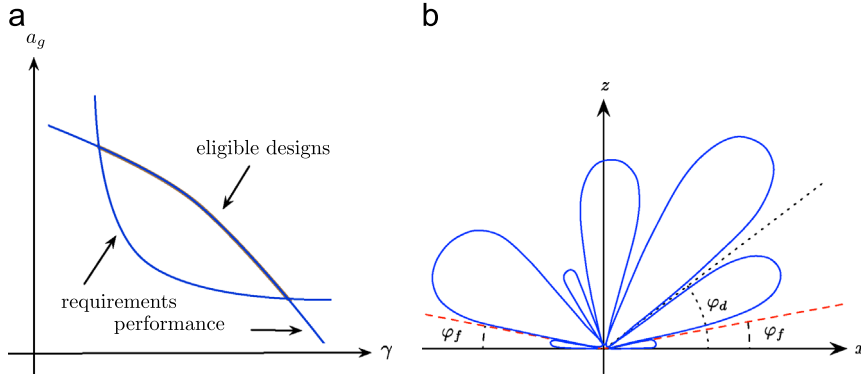 a
a_g
eligible designs
requirements
performance
γ
b
z
φ_d
φ_f
φ_f
x